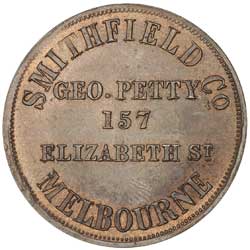 SMITHFIELD Co
GEO. PETTY
157
ELIZABETH ST
MELBOURNE